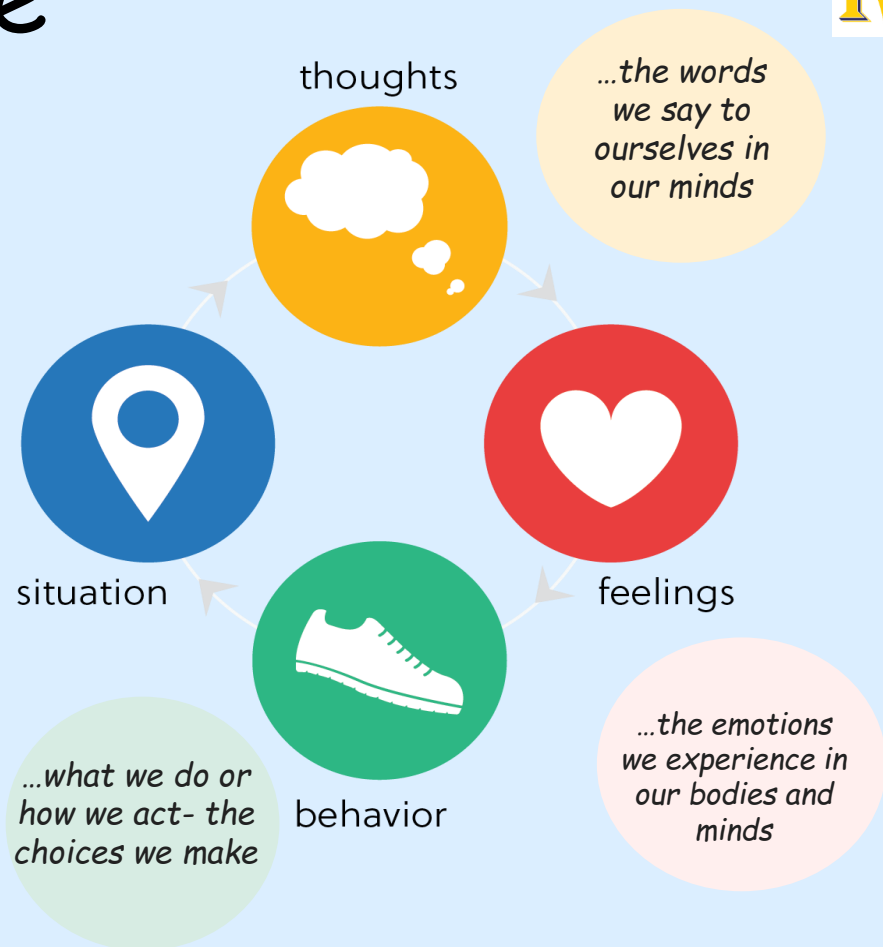 e
thoughts
…the words
we say to
ourselves in
our minds
situation
feelings
…the emotions
we experience in
our bodies and
minds
…what we do or
how we act- the
choices we make
behavior